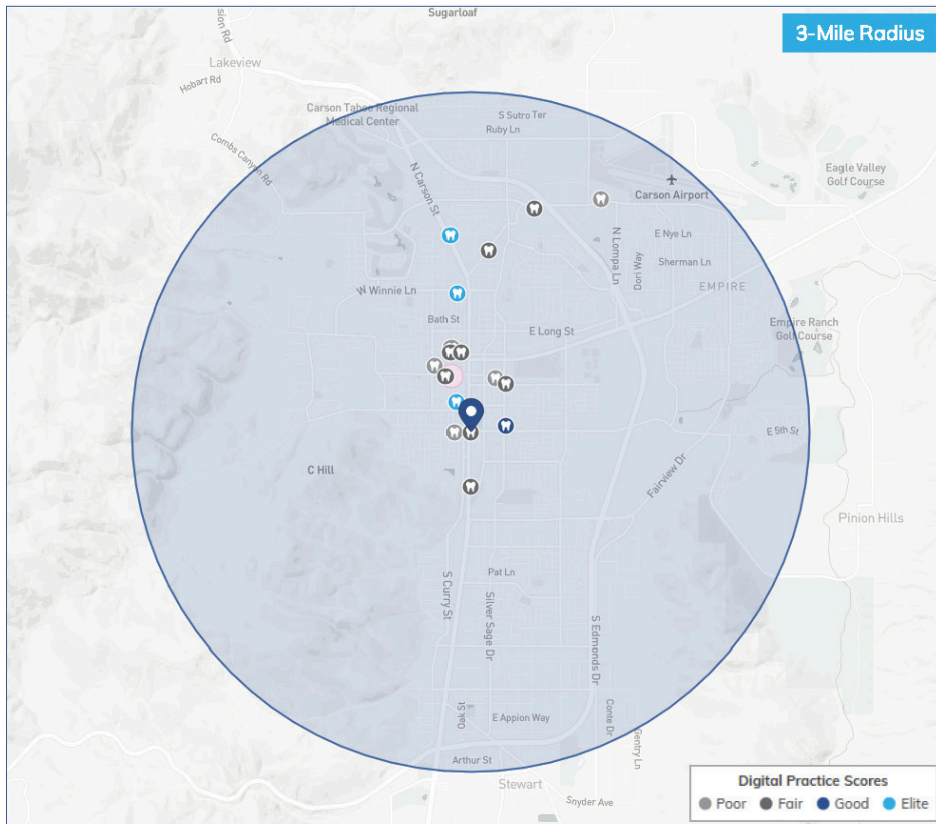 Sugarloaf
3-Mile Radius
sion Rd
Lakeview
Hobart Rd
Carson Tahoe Regional
Medical Center
S Sutro Ter
Ruby Ln
Combs Canyon Rd
N Carson St
Eagle Valley
Golf Course
Carson Airport
E Nye Ln
N Lompa Ln
Don Way
Sherman Ln
W Winnie Ln
EMPIRE
Bath St
E Long St
Empire Ranch
Golf Course
E 5th St
C Hill
Fairview Dr
Pinion Hills
Pat Ln
S Curry St
Silver Sage Dr
S Edmonds Dr
Oak St
E Appion Way
Conte Dr
Gentry Ln
Arthur St
Stewart
Snyder Ave
Digital Practice Scores
Poor Fair Good Elite